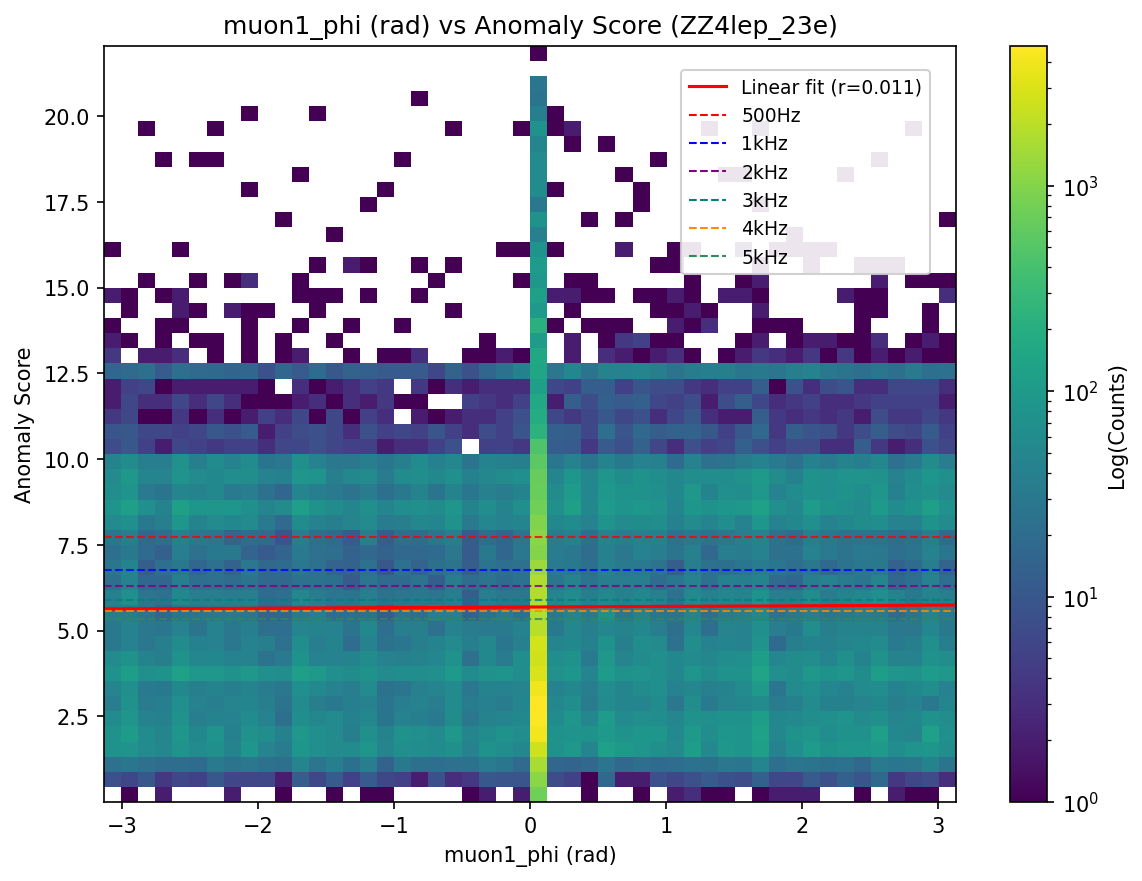 muon1_phi (rad) vs Anomaly Score (ZZ4lep_23e)
Linear fit (r=0.011)
500Hz
1kHz
2kHz
3kHz
4kHz
5kHz
Anomaly Score
20.0
17.5
15.0
12.5
10.0
7.5
5.0
2.5
−3
−2
−1
0
1
2
3
muon1_phi (rad)
10³
10²
10¹
10⁰
Log(Counts)